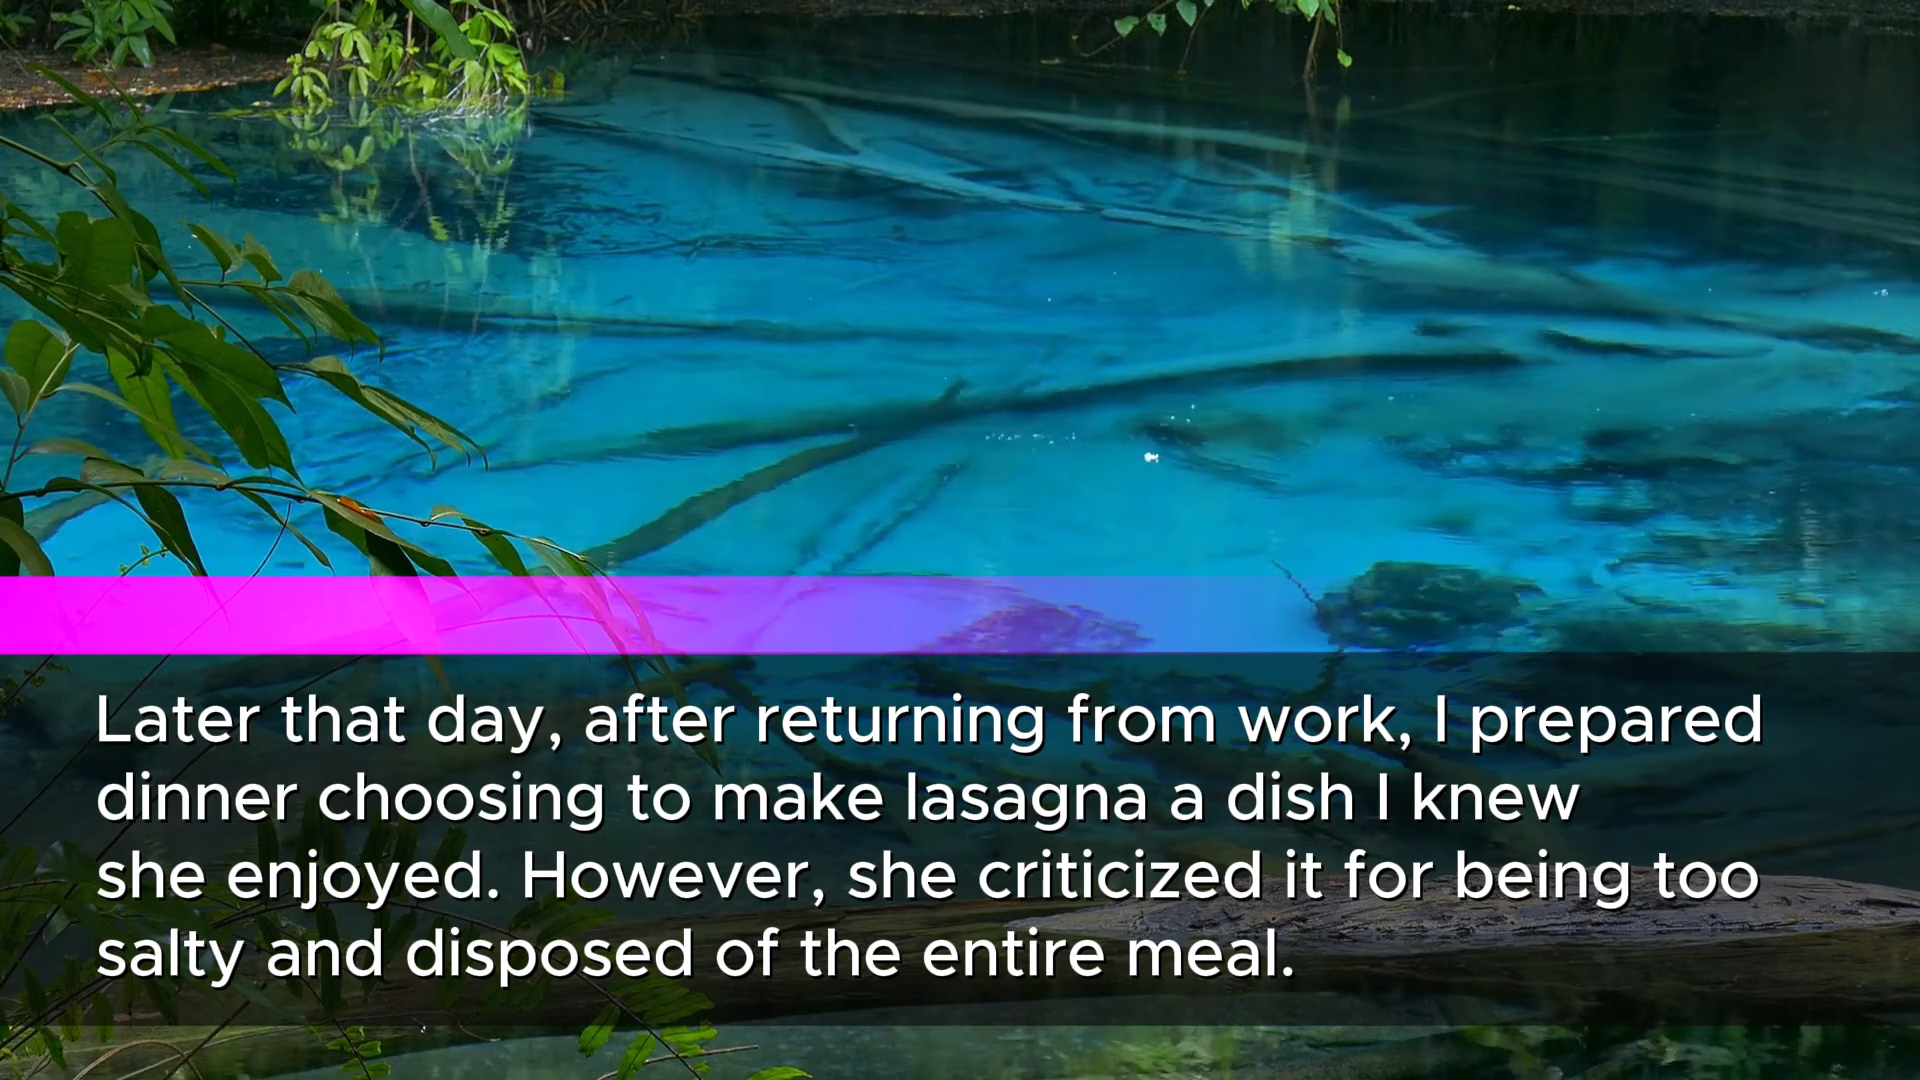 Later that day, after returning from work, I prepared
dinner choosing to make lasagna a dish I knew
she enjoyed. However, she criticized it for being too
salty and disposed of the entire meal.